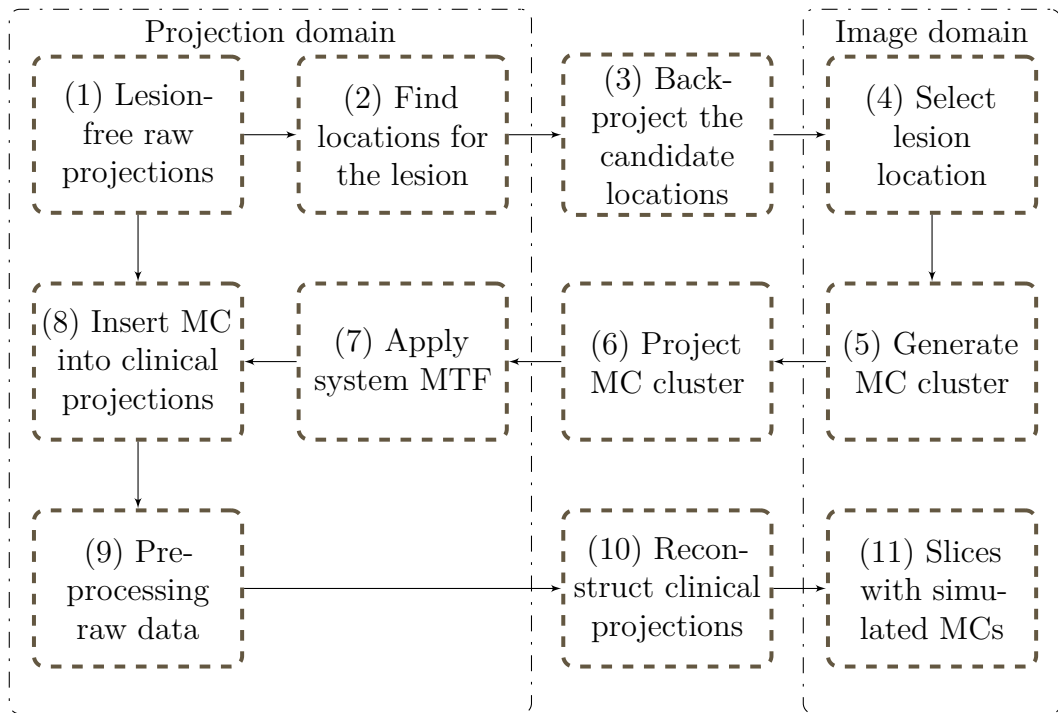 Projection domain
Image domain
(1) Lesion-
free raw
projections
(2) Find
locations for
the lesion
(3) Back-
project the
candidate
locations
(4) Select
lesion
location
(8) Insert MC
into clinical
projections
(7) Apply
system MTF
(6) Project
MC cluster
(5) Generate
MC cluster
(9) Pre-
processing
raw data
(10) Recon-
struct clinical
projections
(11) Slices
with simu-
lated MCs